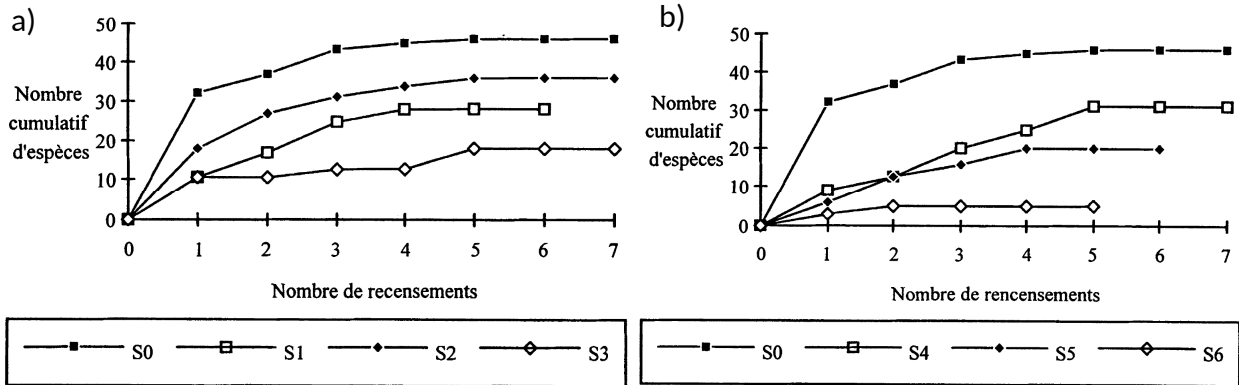 a)
50
40
30
20
10
0
Nombre
cumulatif
d'espèces
0 1 2 3 4 5 6 7
Nombre de recensements
S0 S1 S2 S3
b)
50
40
30
20
10
0
Nombre
cumulatif
d'espèces
0 1 2 3 4 5 6 7
Nombre de rencensements
S0 S4 S5 S6